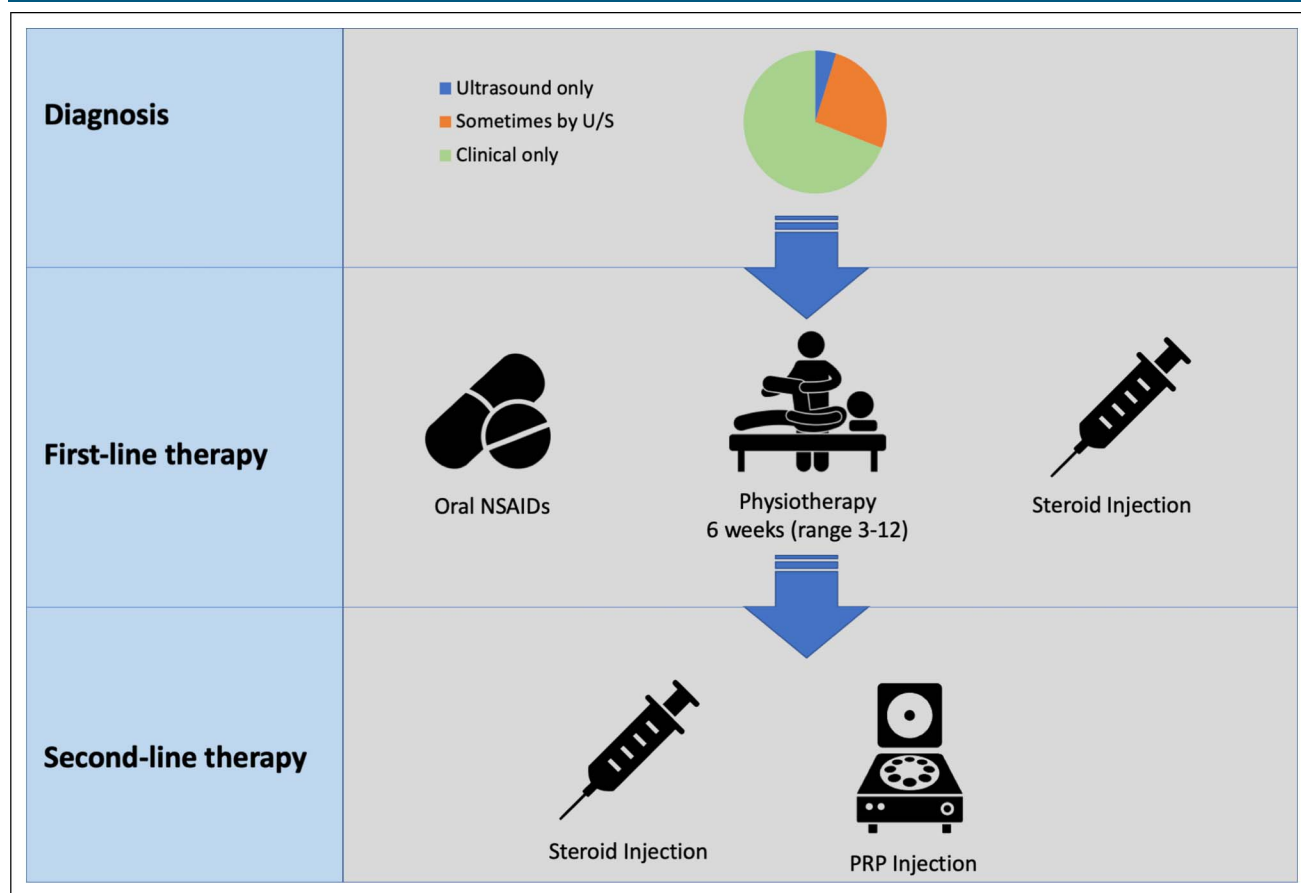 Diagnosis
Ultrasound only
Sometimes by U/S
Clinical only
First-line therapy
Oral NSAIDs
Physiotherapy
6 weeks (range 3-12)
Steroid Injection
Second-line therapy
Steroid Injection
PRP Injection